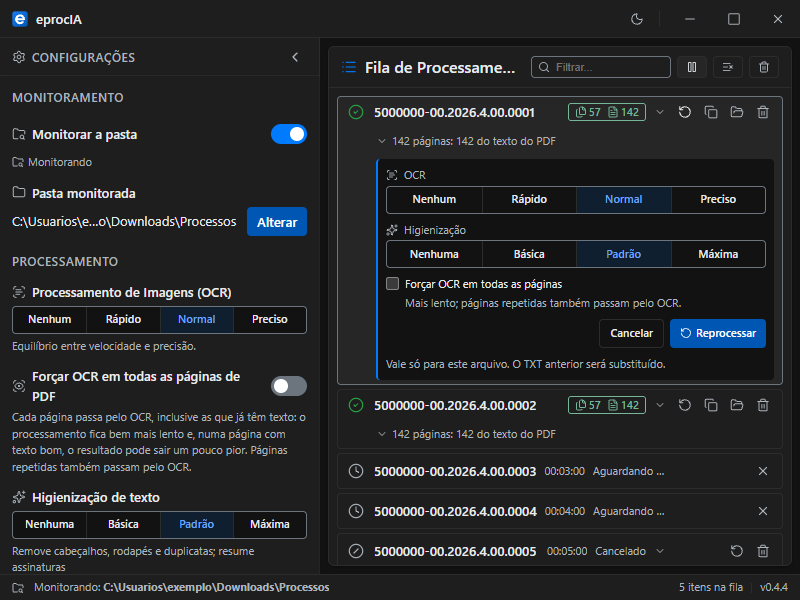 eprocIA
CONFIGURAÇÕES
MONITORAMENTO
Monitorar a pasta
Monitorando
Pasta monitorada
C:\Usuarios\e...o\Downloads\Processos
Alterar
PROCESSAMENTO
Processamento de Imagens (OCR)
Nenhum Rápido Normal Preciso
Equilíbrio entre velocidade e precisão.
Forçar OCR em todas as páginas de
PDF
Cada página passa pelo OCR, inclusive as que já têm texto: o
processamento fica bem mais lento e, numa página com
texto bom, o resultado pode sair um pouco pior. Páginas
repetidas também passam pelo OCR.
Higienização de texto
Nenhuma Básica Padrão Máxima
Remove cabeçalhos, rodapés e duplicatas; resume
assinaturas
Fila de Processame...
Filtrar...
5000000-00.2026.4.00.0001 57 142
142 páginas: 142 do texto do PDF
OCR
Nenhum Rápido Normal Preciso
Higienização
Nenhuma Básica Padrão Máxima
Forçar OCR em todas as páginas
Mais lento; páginas repetidas também passam pelo OCR.
Cancelar Reprocessar
Vale só para este arquivo. O TXT anterior será substituído.
5000000-00.2026.4.00.0002 57 142
142 páginas: 142 do texto do PDF
5000000-00.2026.4.00.0003 00:03:00 Aguardando ...
5000000-00.2026.4.00.0004 00:04:00 Aguardando ...
5000000-00.2026.4.00.0005 00:05:00 Cancelado
Monitorando: C:\Usuarios\exemplo\Downloads\Processos
5 itens na fila v0.4.4